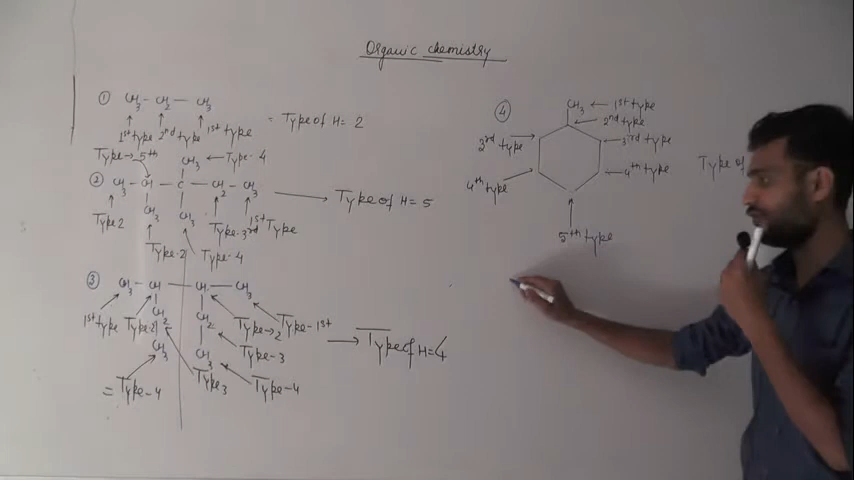 Organic chemistry
① CH3 - CH2 - CH3
1st type 2nd type 1st type
= Type of H = 2
Type → 5th
CH3 ← Type - 4
② CH3 - CH - C - CH2 - CH3
CH3 CH3
Type 2 Type - 3rd 1st Type
Type - 2 Type - 4
Type of H = 5
③ CH3 - CH - CH - CH3
CH2 CH2
CH3 CH3
1st type Type - 2 Type → 2 Type - 1st
Type - 3
Type 3 Type - 4
= Type - 4
Type of H = 4
④
CH3 ← 1st type
2nd type
3rd type 3rd type
4th type 4th type
5th type
Type of